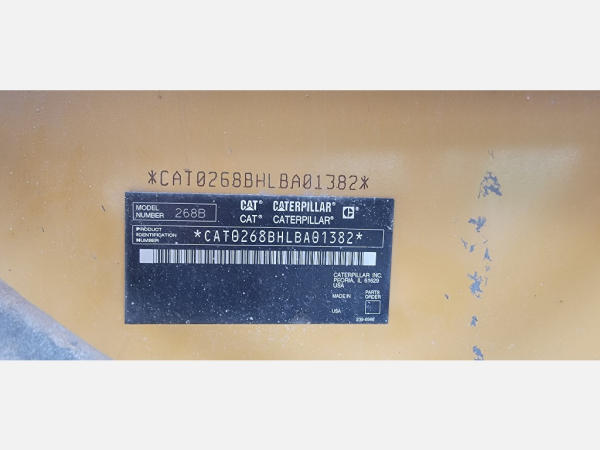 *CAT0268BHLBA01382*
MODEL NUMBER 268B
CAT CATERPILLAR
CAT® CATERPILLAR®
PRODUCT IDENTIFICATION NUMBER *CAT0268BHLBA01382*
CATERPILLAR INC.
PEORIA, IL 61629
USA
MADE IN PARTS ORDER
USA